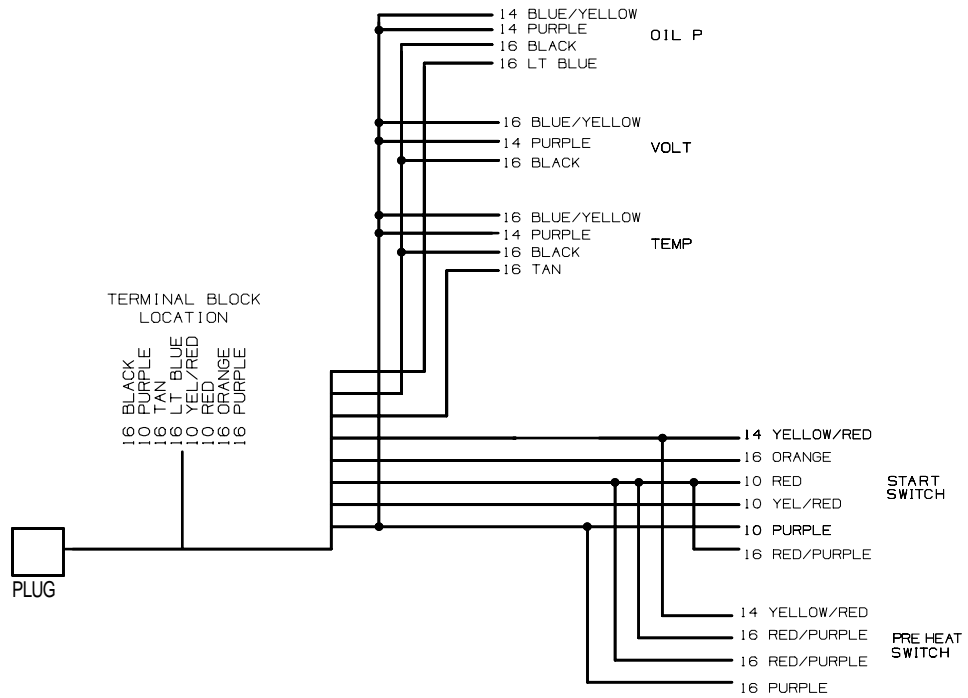 14 BLUE/YELLOW
14 PURPLE
OIL P
16 BLACK
16 LT BLUE
16 BLUE/YELLOW
14 PURPLE
VOLT
16 BLACK
16 BLUE/YELLOW
14 PURPLE
TEMP
16 BLACK
16 TAN
TERMINAL BLOCK
LOCATION
16 BLACK
10 PURPLE
16 TAN
16 LT BLUE
10 YEL/RED
10 RED
16 ORANGE
16 PURPLE
14 YELLOW/RED
16 ORANGE
10 RED
START
SWITCH
10 YEL/RED
10 PURPLE
16 RED/PURPLE
PLUG
14 YELLOW/RED
16 RED/PURPLE
PRE HEAT
SWITCH
16 RED/PURPLE
16 PURPLE